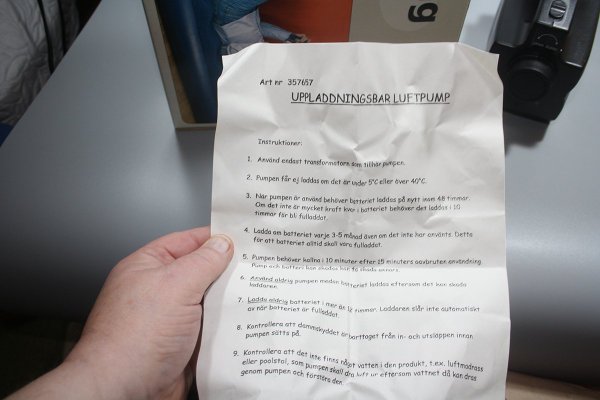 g
Art nr 357657
UPPLADDNINGSBAR LUFTPUMP
Instruktioner:
1. Använd endast transformatorn som tillhör pumpen.
2. Pumpen får ej laddas om det är under 5°C eller över 40°C.
3. När pumpen är använd behöver batteriet laddas på nytt inom 48 timmar.
Om det inte är mycket kraft kvar i batteriet behöver det laddas i 10
timmar för bli fulladdat.
4. Ladda om batteriet varje 3-5 månad även om det inte har använts. Detta
för att batteriet alltid skall vara fulladdat.
5. Pumpen behöver kallna i 10 minuter efter 15 minuters oavbruten användning.
Pump och batteri kan skadas
6. Använd aldrig pumpen medan batteriet laddas eftersom det kan skada
laddaren.
7. Ladda aldrig batteriet i mer än timmar. Laddaren slår inte automatiskt
av när batteriet är fulladdat.
8. Kontrollera att dammskyddet är borttaget från in- och utsläppen innan
pumpen sätts på.
9. Kontrollera att det inte finns något vatten i den produkt, t.ex. luftmadrass
eller poolstol, som pumpen skall dra luft ur eftersom vattnet då kan dras
genom pumpen och förstöra den.